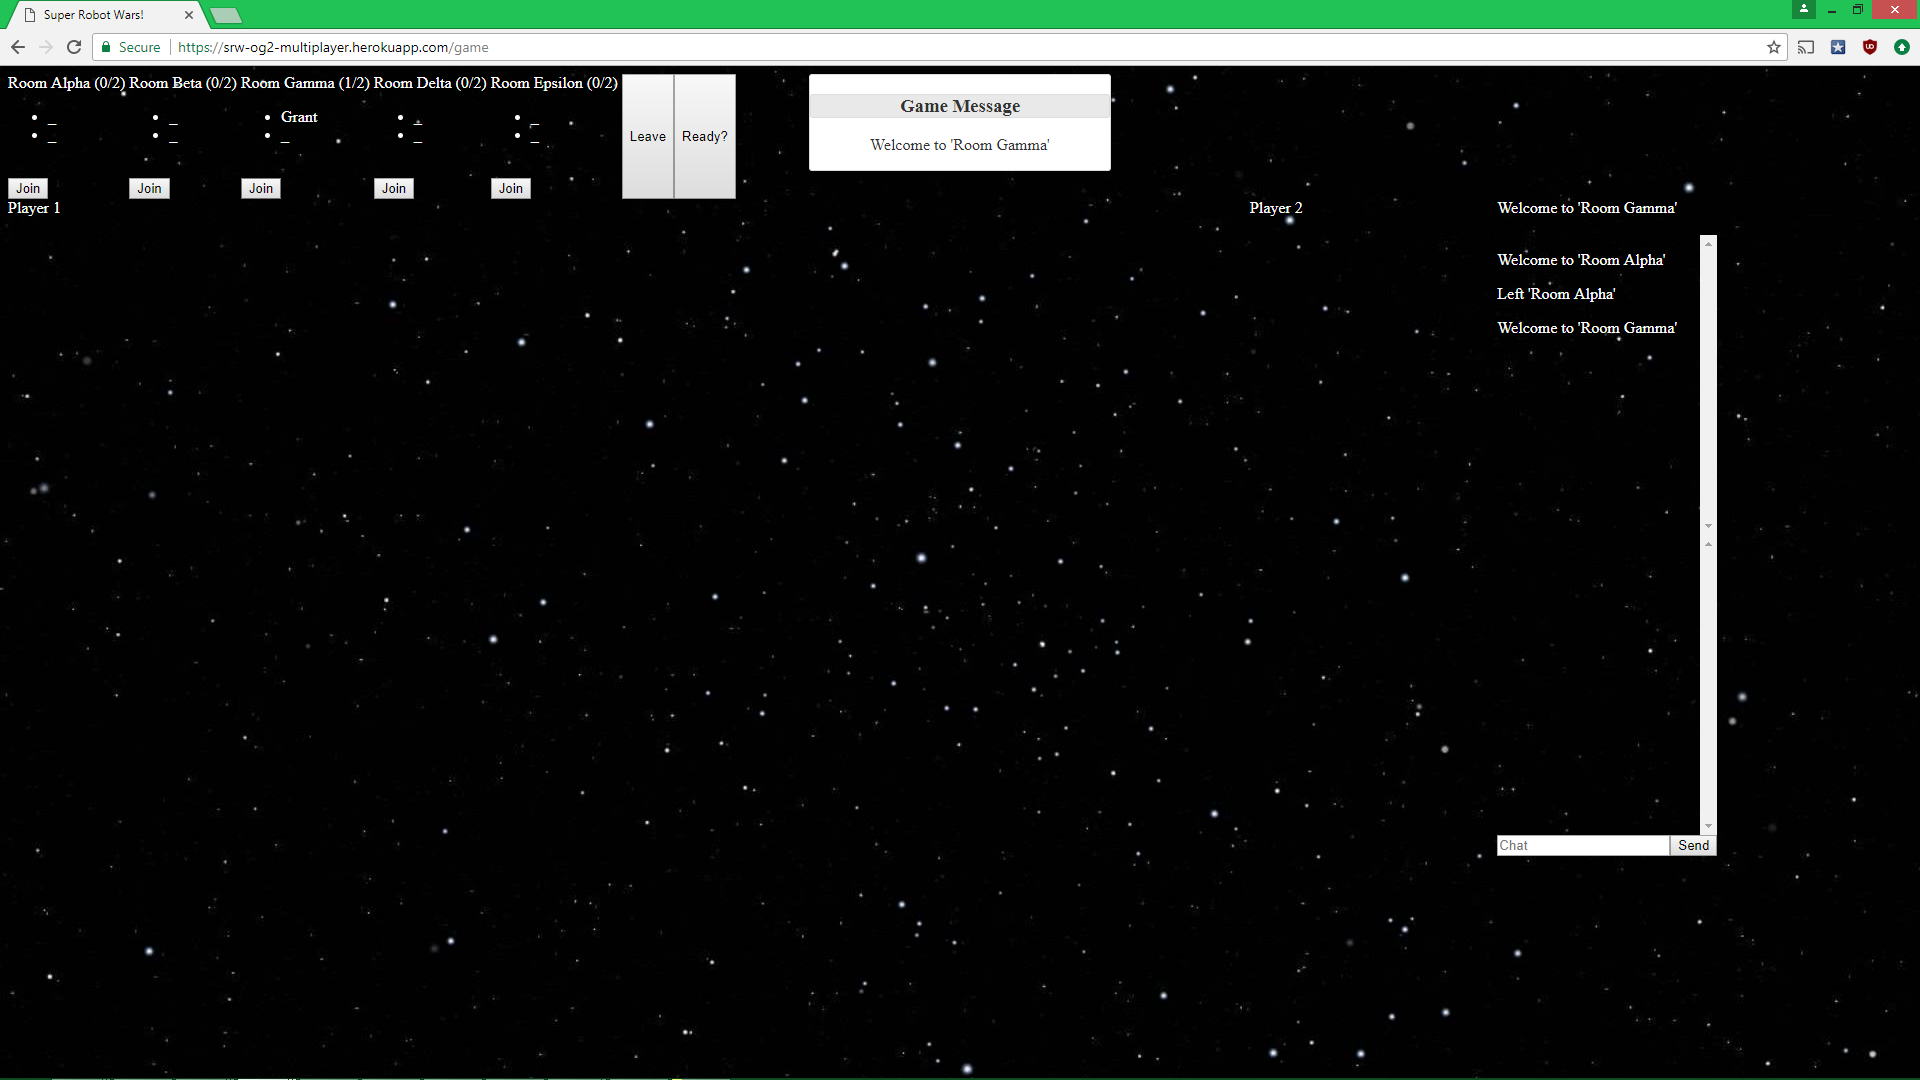 Super Robot Wars!
Secure https://srw-og2-multiplayer.herokuapp.com/game
Room Alpha (0/2) Room Beta (0/2) Room Gamma (1/2) Room Delta (0/2) Room Epsilon (0/2)
_ _ Grant _ _
_ _ _ _ _
Join Join Join Join Join
Leave Ready?
Game Message
Welcome to 'Room Gamma'
Player 1
Player 2
Welcome to 'Room Gamma'
Welcome to 'Room Alpha'
Left 'Room Alpha'
Welcome to 'Room Gamma'
Chat Send